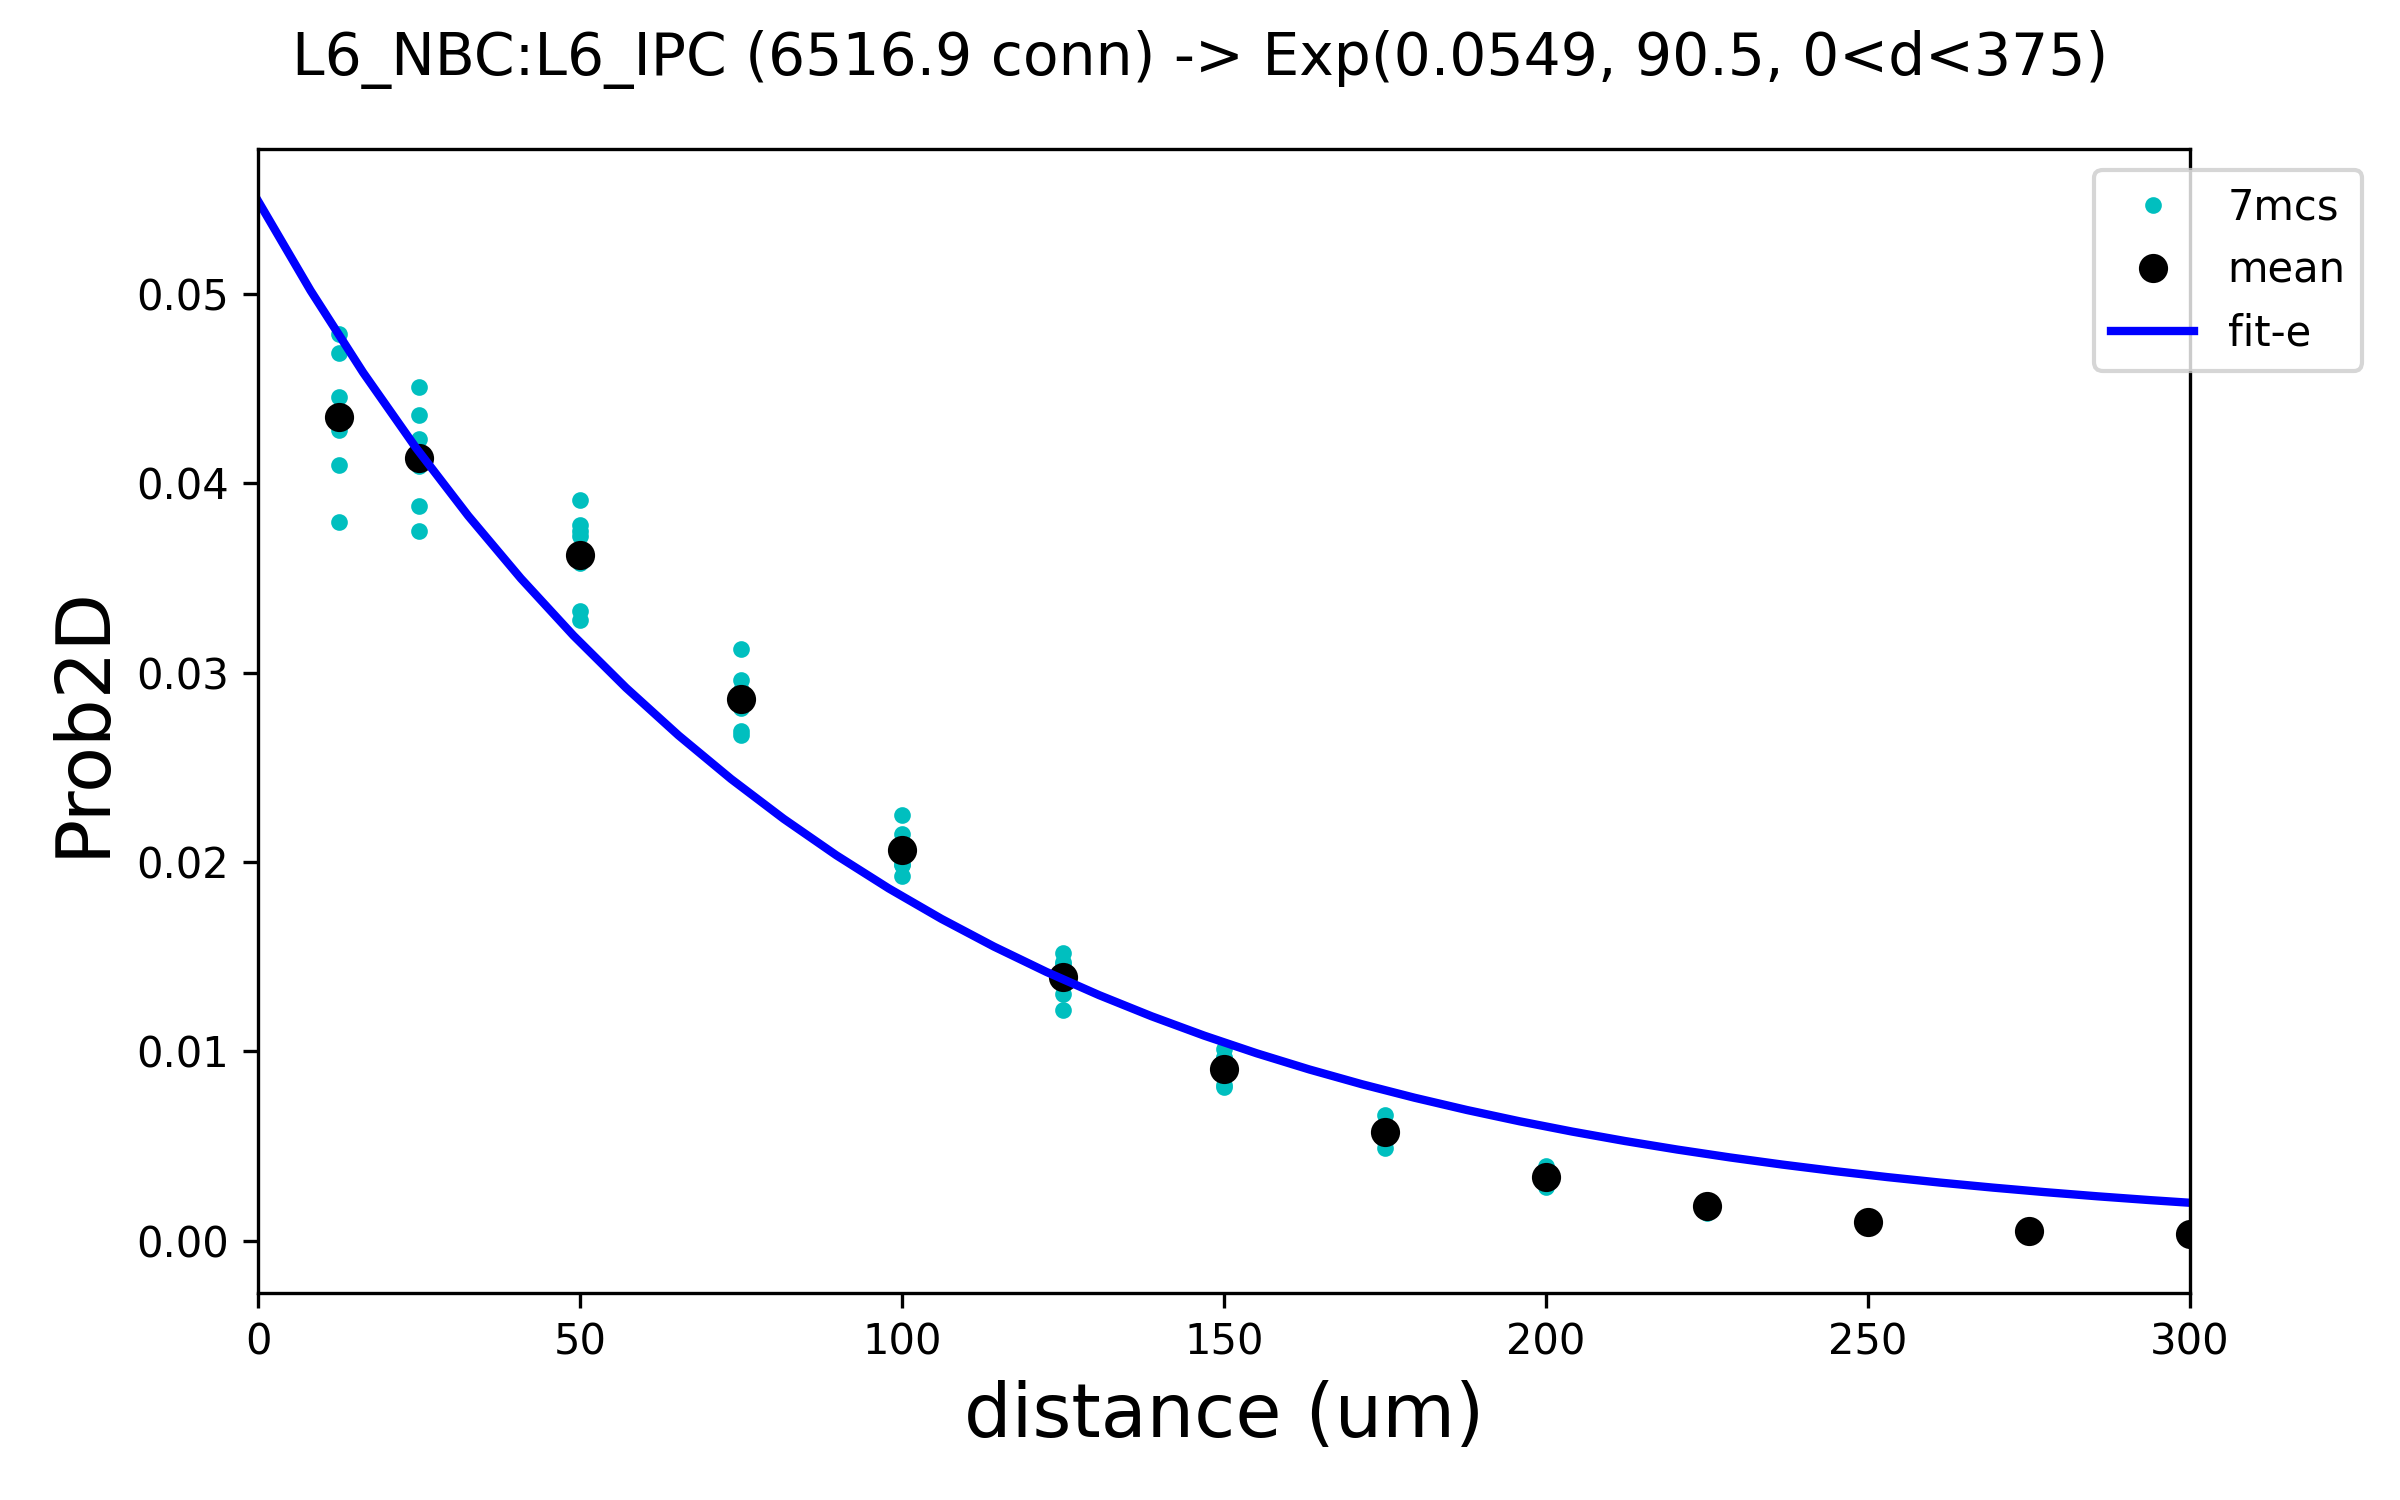 L6_NBC:L6_IPC (6516.9 conn) -> Exp(0.0549, 90.5, 0<d<375)
7mcs
mean
fit-e
Prob2D
0.05
0.04
0.03
0.02
0.01
0.00
0 50 100 150 200 250 300
distance (um)